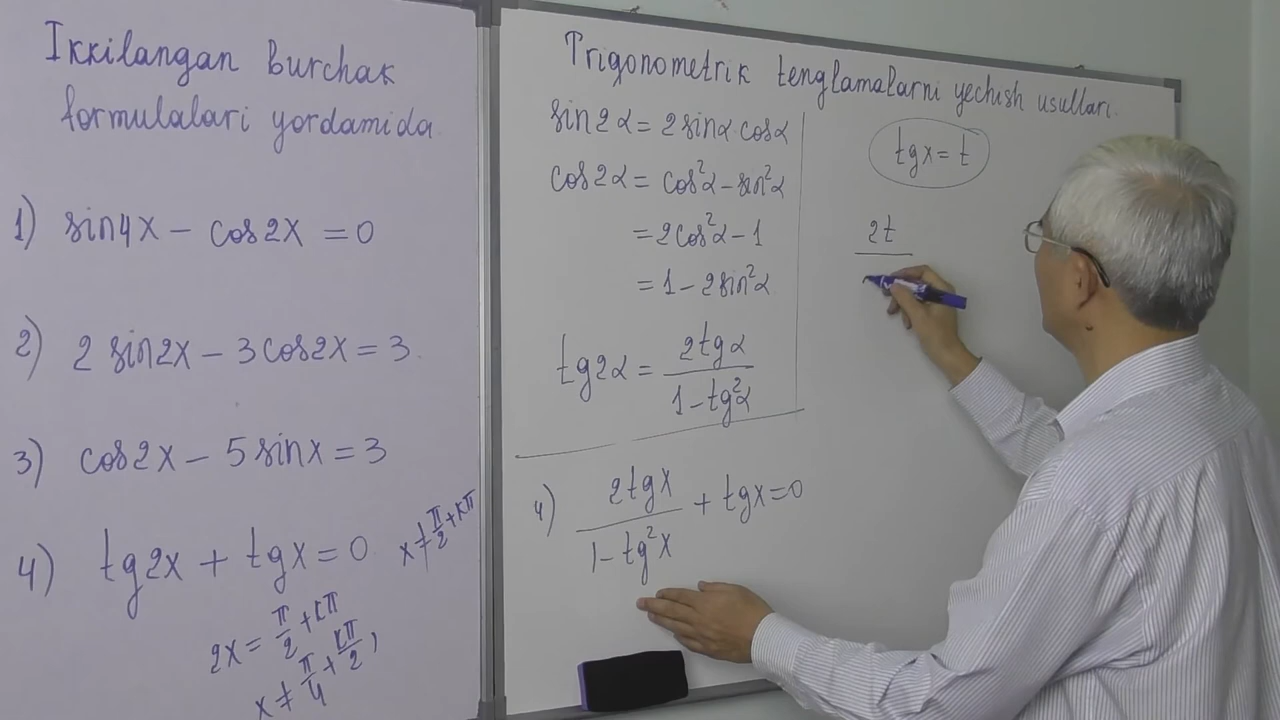 Ikkilangan burchak
formulalari yordamida
1) sin4x – cos2x = 0
2) 2 sin2x – 3cos2x = 3.
3) cos2x – 5 sinx = 3
4) tg2x + tgx = 0 x ≠ π/2 + kπ
2x = π/2 + kπ
x ≠ π/4 + kπ/2,
Trigonometrik tenglamalarni yechish usullari.
sin2α = 2 sinα·cosα
cos2α = cos²α – sin²α
= 2cos²α – 1
= 1 – 2sin²α
tg2α = 2tgα / 1 – tg²α
4) 2tgx / 1 – tg²x + tgx = 0
tgx = t
2t